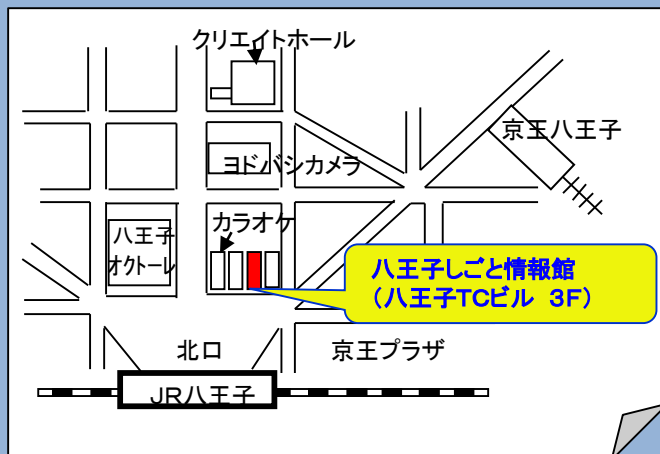 クリエイトホール
京王八王子
ヨドバシカメラ
カラオケ
八王子
オクトーレ
八王子しごと情報館
(八王子TCビル 3F)
北口
京王プラザ
JR八王子